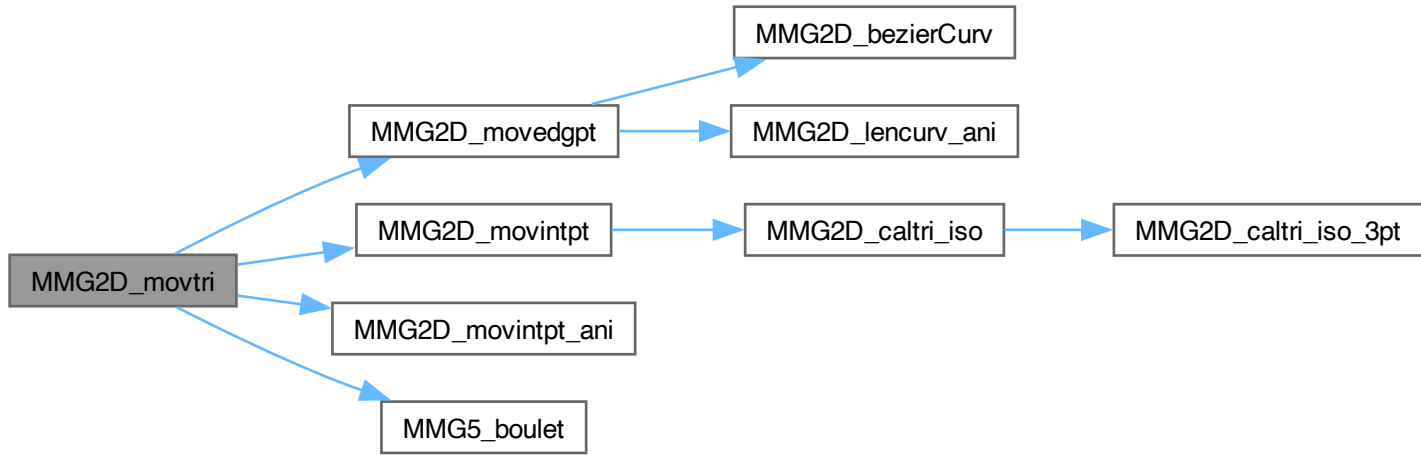 MMG2D_bezierCurv
MMG2D_movedgpt
MMG2D_lencurv_ani
MMG2D_movintpt
MMG2D_caltri_iso
MMG2D_caltri_iso_3pt
MMG2D_movtri
MMG2D_movintpt_ani
MMG5_boulet